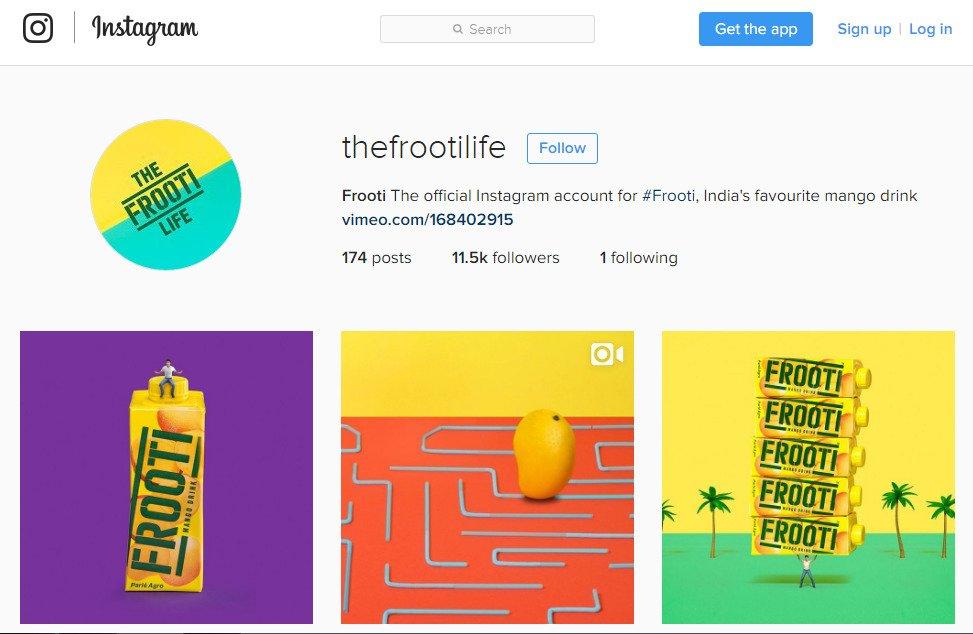 Instagram
Search
Get the app
Sign up | Log in
THE
FROOTI
LIFE
thefrootilife
Follow
Frooti The official Instagram account for #Frooti, India's favourite mango drink
vimeo.com/168402915
174 posts 11.5k followers 1 following
FROOTI
MANGO DRINK
Parle Agro
FROOTI
MANGO DRINK
FROOTI
MANGO DRINK
FROOTI
MANGO DRINK
FROOTI
MANGO DRINK
FROOTI
MANGO DRINK